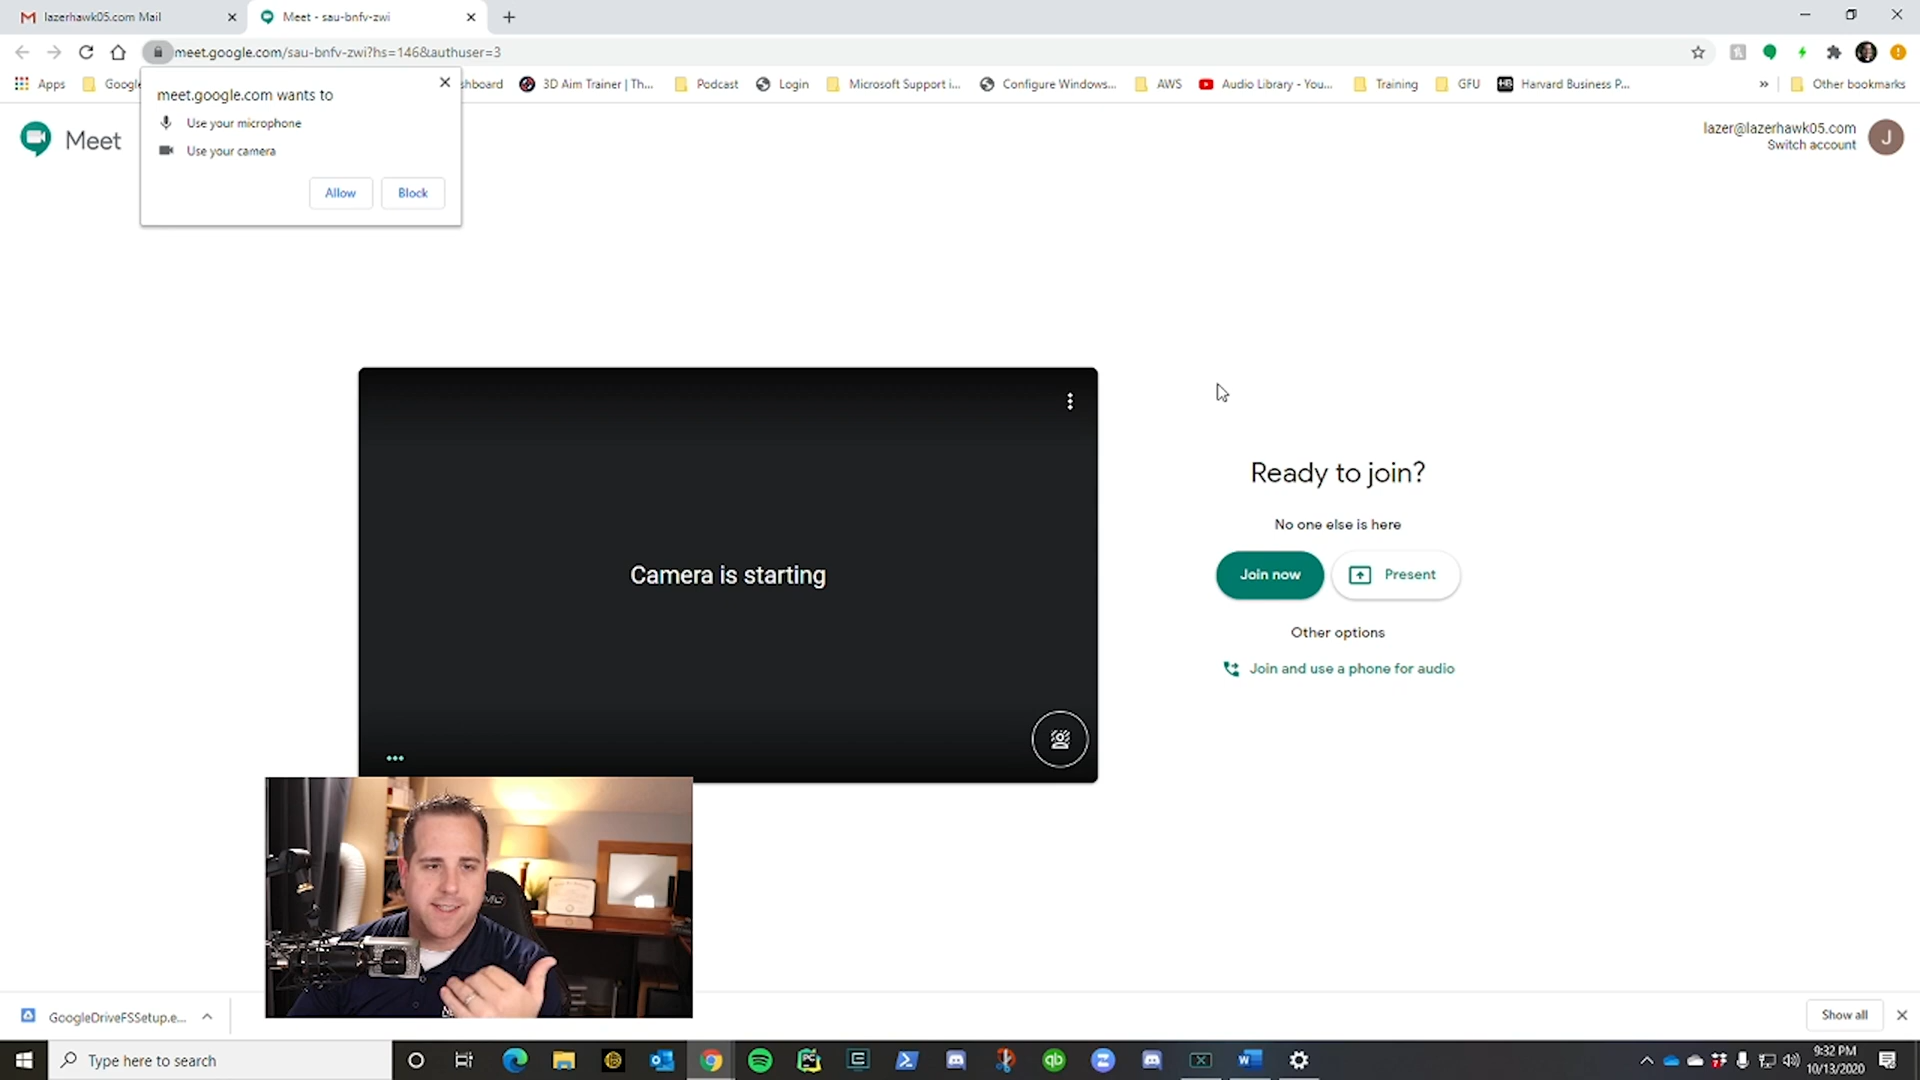 lazerhawk05.com Mail
Meet - sau-bnfv-zwi
meet.google.com/sau-bnfv-zwi?hs=146&authuser=3
Apps
Google
shboard
3D Aim Trainer | Th...
Podcast
Login
Microsoft Support i...
Configure Windows...
AWS
Audio Library - You...
Training
GFU
Harvard Business P...
»
Other bookmarks
meet.google.com wants to
Use your microphone
Use your camera
Allow
Block
Meet
lazer@lazerhawk05.com
Switch account
J
Camera is starting
Ready to join?
No one else is here
Join now
Present
Other options
Join and use a phone for audio
GoogleDriveFSSetup.e...
Show all
Type here to search
9:32 PM
10/13/2020